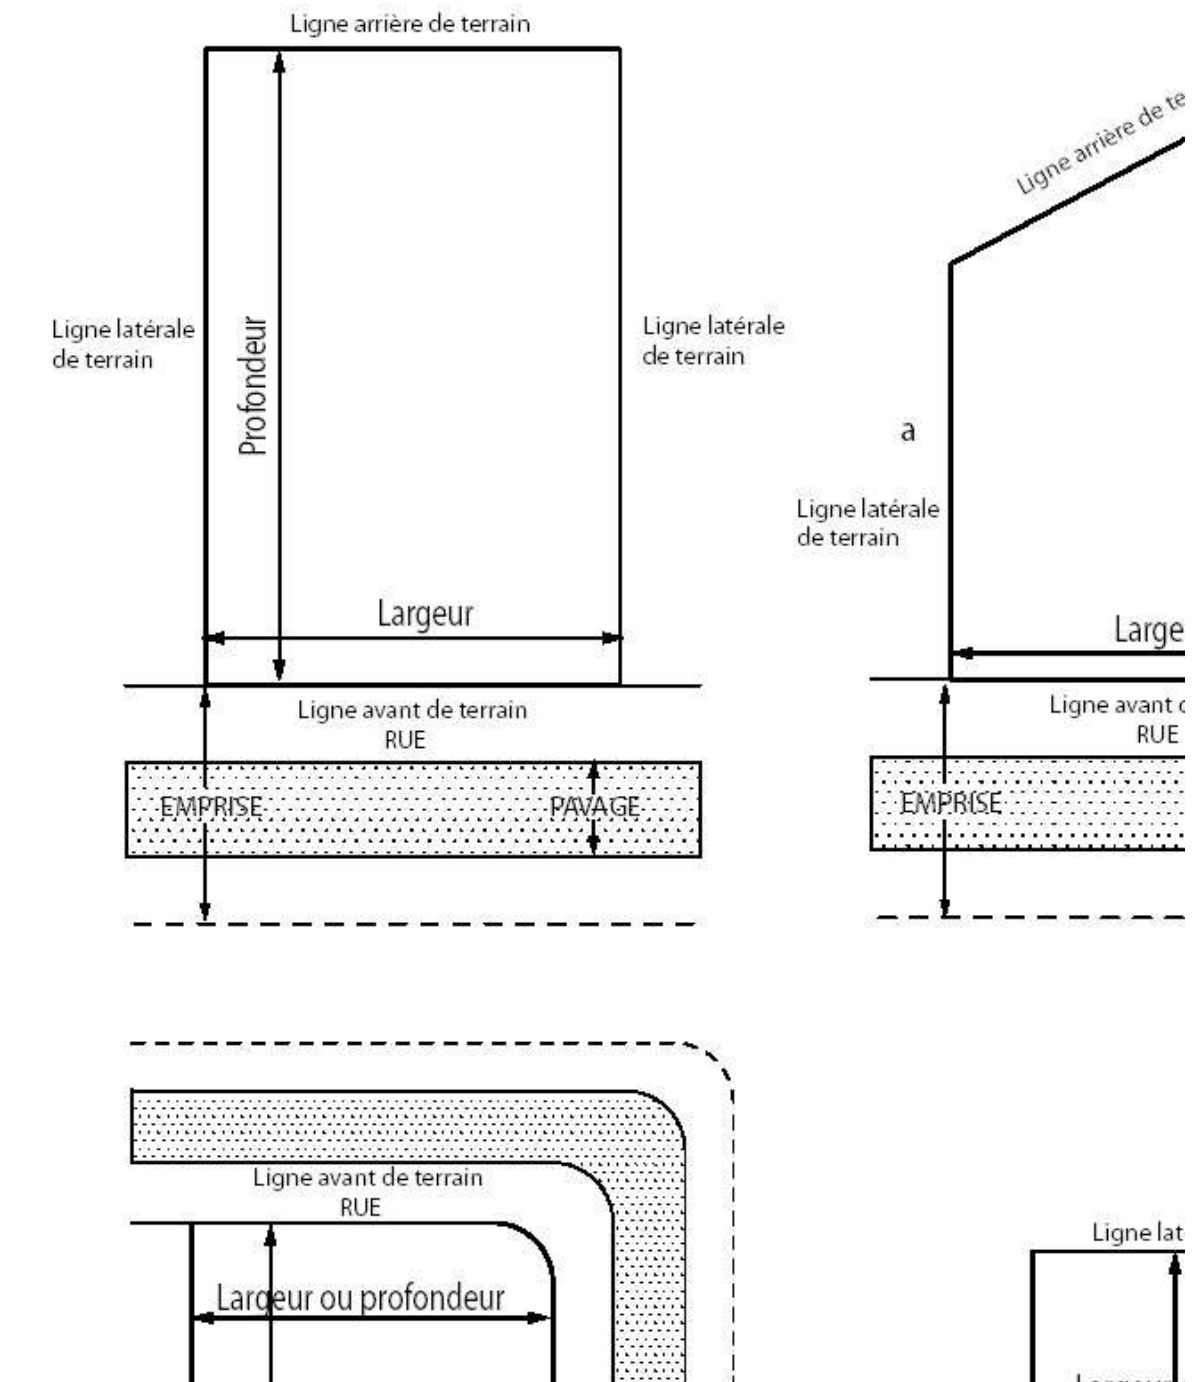 Ligne arrière de terrain
Ligne latérale
de terrain
Profondeur
Ligne latérale
de terrain
Largeur
Ligne avant de terrain
RUE
EMPRISE
PAVAGE
Ligne arrière de te
a
Ligne latérale
de terrain
Large
Ligne avant
RUE
EMPRISE
Ligne avant de terrain
RUE
Largeur ou profondeur
Ligne lat